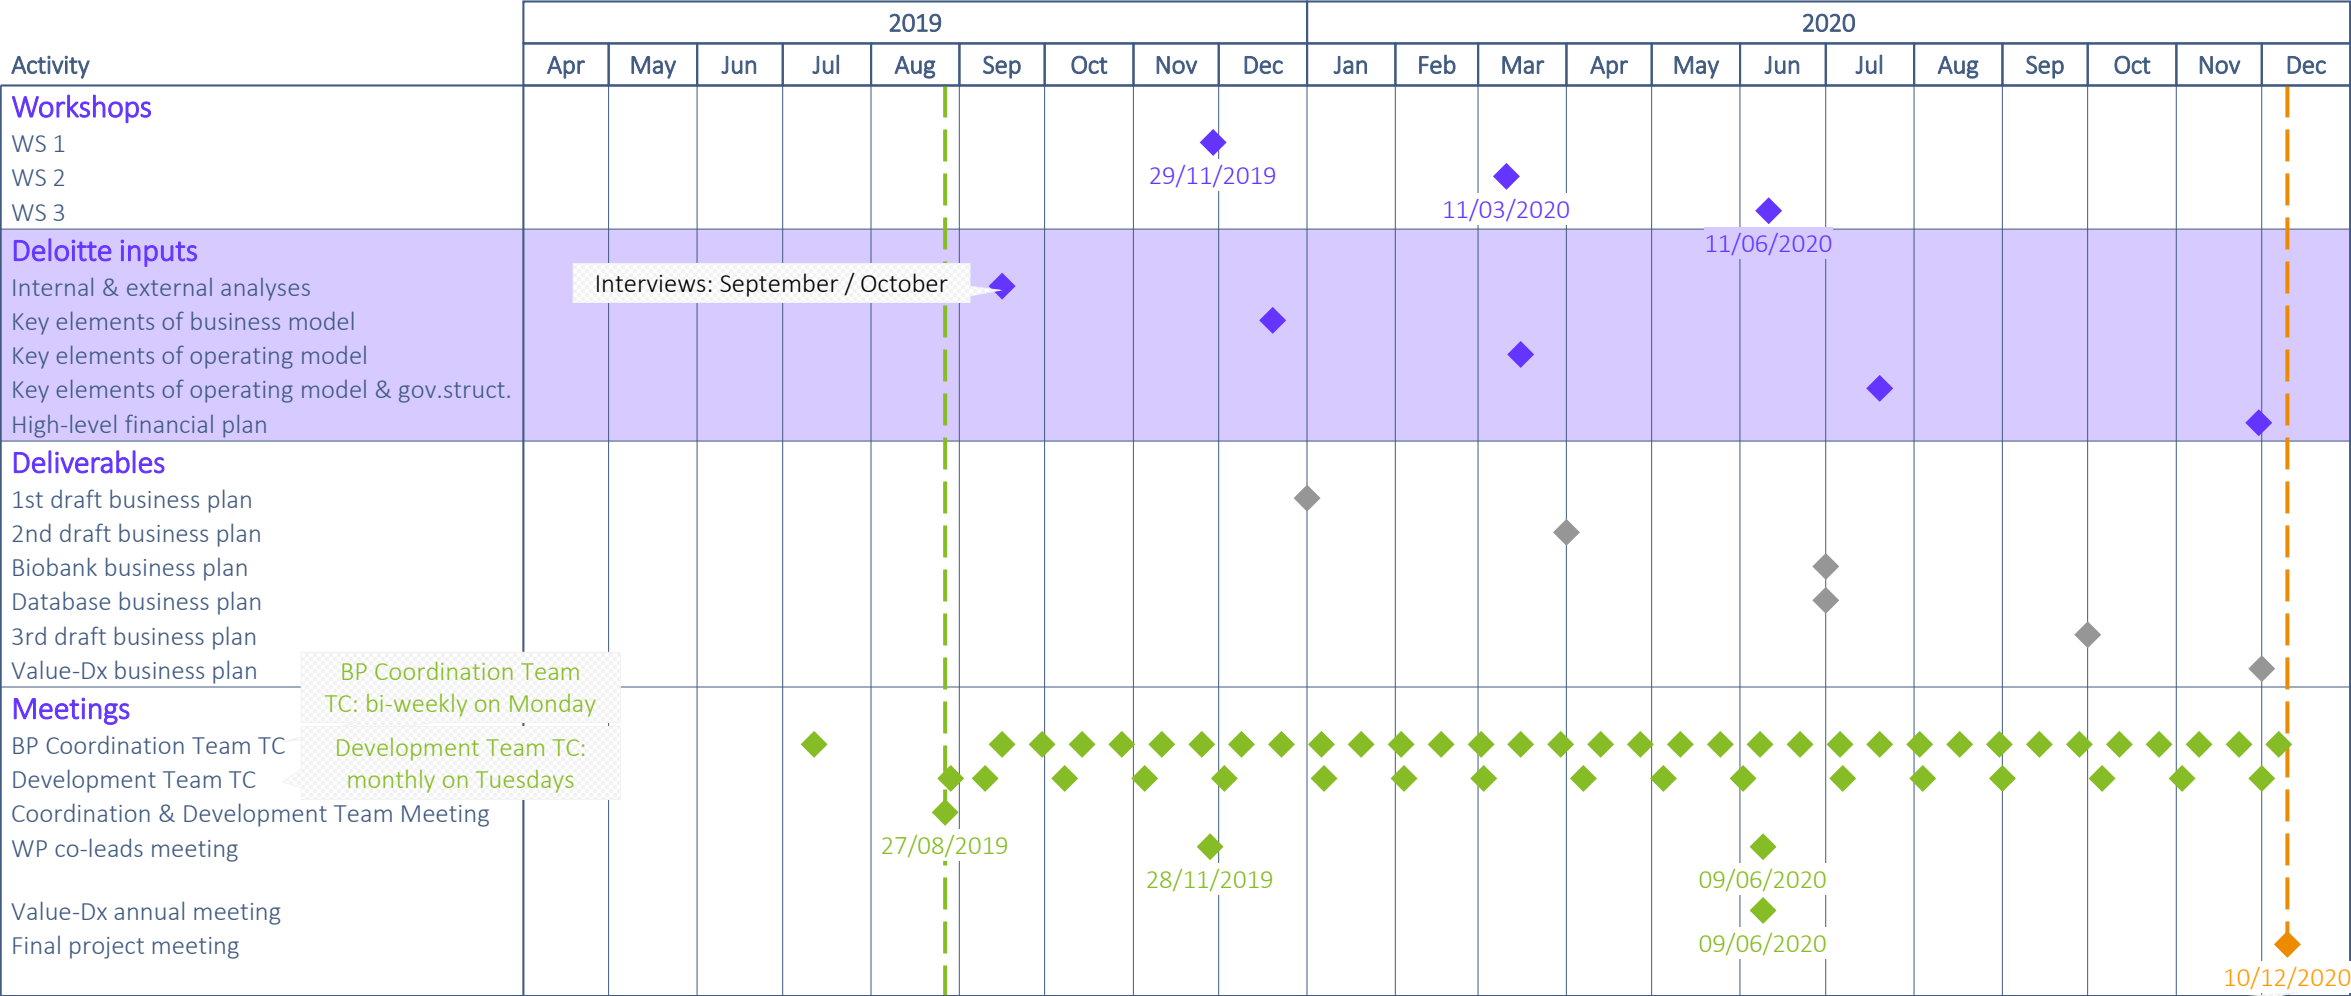 2019 2020
Activity Apr May Jun Jul Aug Sep Oct Nov Dec Jan Feb Mar Apr May Jun Jul Aug Sep Oct Nov Dec
Workshops
WS 1
29/11/2019
WS 2
11/03/2020
WS 3
11/06/2020
Deloitte inputs
Interviews: September / October
Internal & external analyses
Key elements of business model
Key elements of operating model
Key elements of operating model & gov.struct.
High-level financial plan
Deliverables
1st draft business plan
2nd draft business plan
Biobank business plan
Database business plan
3rd draft business plan
Value-Dx business plan
BP Coordination Team
TC: bi-weekly on Monday
Meetings
BP Coordination Team TC
Development Team TC:
monthly on Tuesdays
Development Team TC
Coordination & Development Team Meeting
27/08/2019
WP co-leads meeting
28/11/2019 09/06/2020
Value-Dx annual meeting
09/06/2020
Final project meeting
10/12/2020